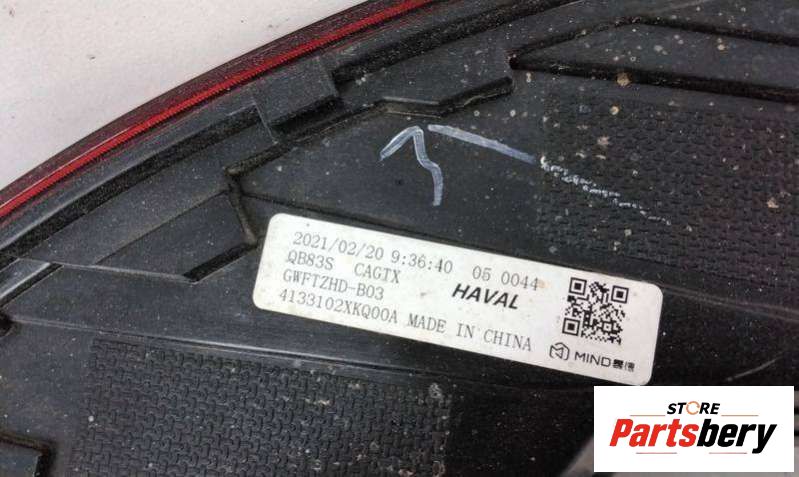 2021/02/20 9:36:40 05 0044
QB83S CAGTX
GWFTZHD-B03 HAVAL
4133102XKQ00A MADE IN CHINA
MIND
STORE
Partsbery